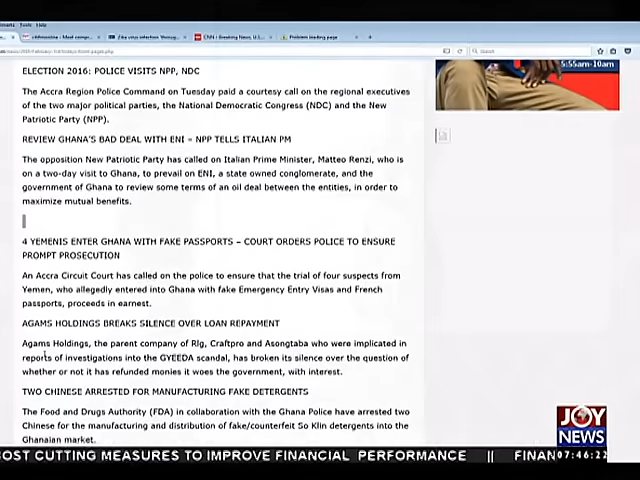 Tools Help
Zika virus infection
CNN - Breaking News, U.S...
Problem loading page
Search
ELECTION 2016: POLICE VISITS NPP, NDC
The Accra Region Police Command on Tuesday paid a courtesy call on the regional executives
of the two major political parties, the National Democratic Congress (NDC) and the New
Patriotic Party (NPP).
REVIEW GHANA'S BAD DEAL WITH ENI – NPP TELLS ITALIAN PM
The opposition New Patriotic Party has called on Italian Prime Minister, Matteo Renzi, who is
on a two-day visit to Ghana, to prevail on ENI, a state owned conglomerate, and the
government of Ghana to review some terms of an oil deal between the entities, in order to
maximize mutual benefits.
4 YEMENIS ENTER GHANA WITH FAKE PASSPORTS – COURT ORDERS POLICE TO ENSURE
PROMPT PROSECUTION
An Accra Circuit Court has called on the police to ensure that the trial of four suspects from
Yemen, who allegedly entered into Ghana with fake Emergency Entry Visas and French
passports, proceeds in earnest.
AGAMS HOLDINGS BREAKS SILENCE OVER LOAN REPAYMENT
Agams Holdings, the parent company of Rlg, Craftpro and Asongtaba who were implicated in
reports of investigations into the GYEEDA scandal, has broken its silence over the question of
whether or not it has refunded monies it woes the government, with interest.
TWO CHINESE ARRESTED FOR MANUFACTURING FAKE DETERGENTS
The Food and Drugs Authority (FDA) in collaboration with the Ghana Police have arrested two
Chinese for the manufacturing and distribution of fake/counterfeit So Klin detergents into the
Ghanaian market.
5:55am-10am
JOY
NEWS
07:46:22
OST CUTTING MEASURES TO IMPROVE FINANCIAL PERFORMANCE || FINAN